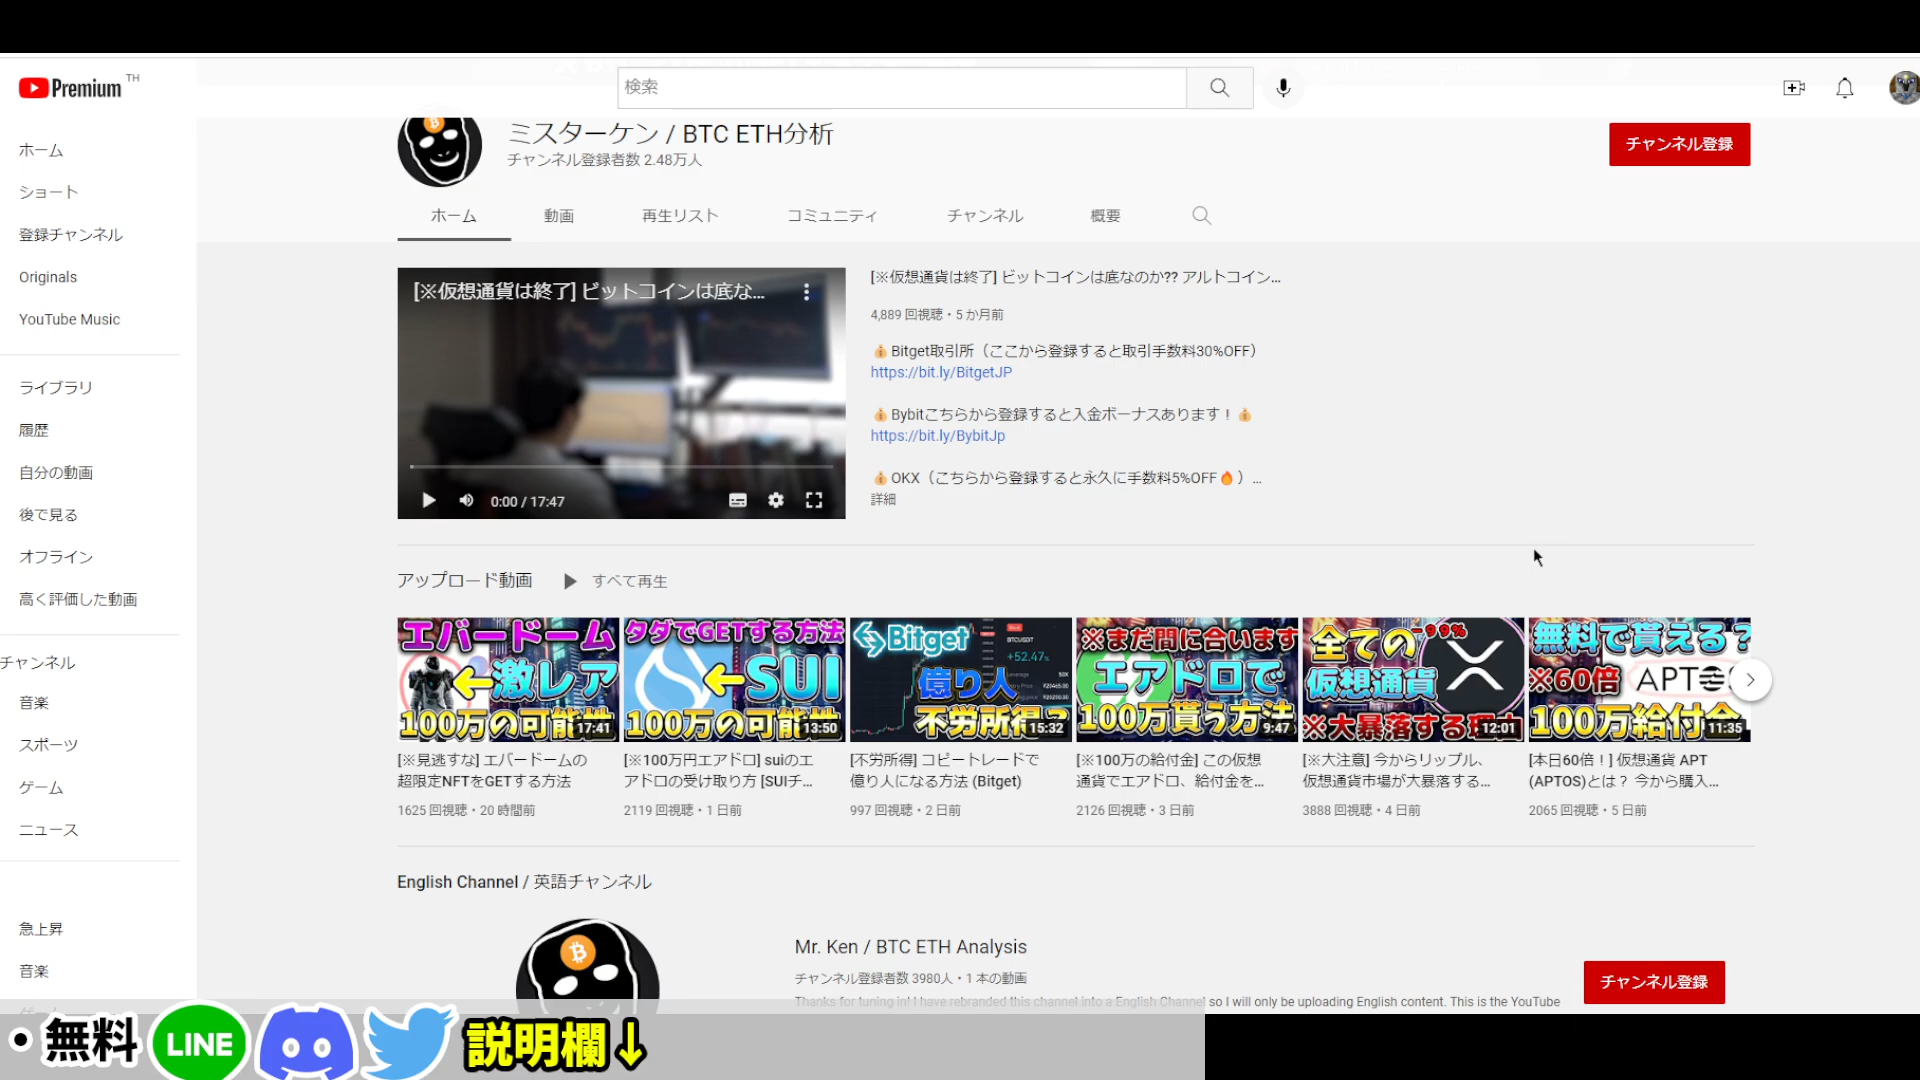 Premium TH
検索
ホーム
ショート
登録チャンネル
Originals
YouTube Music
ライブラリ
履歴
自分の動画
後で見る
オフライン
高く評価した動画
チャンネル
音楽
スポーツ
ゲーム
ニュース
急上昇
音楽
ミスターケン / BTC ETH分析
チャンネル登録者数 2.48万人
チャンネル登録
ホーム 動画 再生リスト コミュニティ チャンネル 概要
[※仮想通貨は終了] ビットコインは底な...
0:00 / 17:47
[※仮想通貨は終了] ビットコインは底なのか?? アルトコイン...
4,889 回視聴・5 か月前
💰Bitget取引所（ここから登録すると取引手数料30%OFF）
https://bit.ly/BitgetJP
💰Bybitこちらから登録すると入金ボーナスあります！💰
https://bit.ly/BybitJp
💰OKX（こちらから登録すると永久に手数料5%OFF🔥）...
詳細
アップロード動画 ▶ すべて再生
エバードーム
←激レア
100万の可能性
17:41
[※見逃すな] エバードームの
超限定NFTをGETする方法
1625 回視聴・20 時間前
タダでGETする方法
←SUI
100万の可能性
13:50
[※100万円エアドロ] suiのエ
アドロの受け取り方 [SUIチ...
2119 回視聴・1 日前
Bitget
BTCUSDT
+52.47%
億り人
不労所得?
15:32
[不労所得] コピートレードで
億り人になる方法 (Bitget)
997 回視聴・2 日前
※まだ間に合います
エアドロで
100万貰う方法
9:47
[※100万の給付金] この仮想
通貨でエアドロ、給付金を...
2126 回視聴・3 日前
全ての-99%
仮想通貨
※大暴落する理由
12:01
[※大注意] 今からリップル、
仮想通貨市場が大暴落する...
3888 回視聴・4 日前
無料で貰える？
※60倍 APTOS
100万給付金
11:35
[本日60倍！] 仮想通貨 APT
(APTOS)とは？ 今から購入...
2065 回視聴・5 日前
English Channel / 英語チャンネル
Mr. Ken / BTC ETH Analysis
チャンネル登録者数 3980人・1 本の動画
Thanks for tuning in! I have rebranded this channel into a English Channel so I will only be uploading English content. This is the YouTube
チャンネル登録
・無料 LINE 説明欄↓